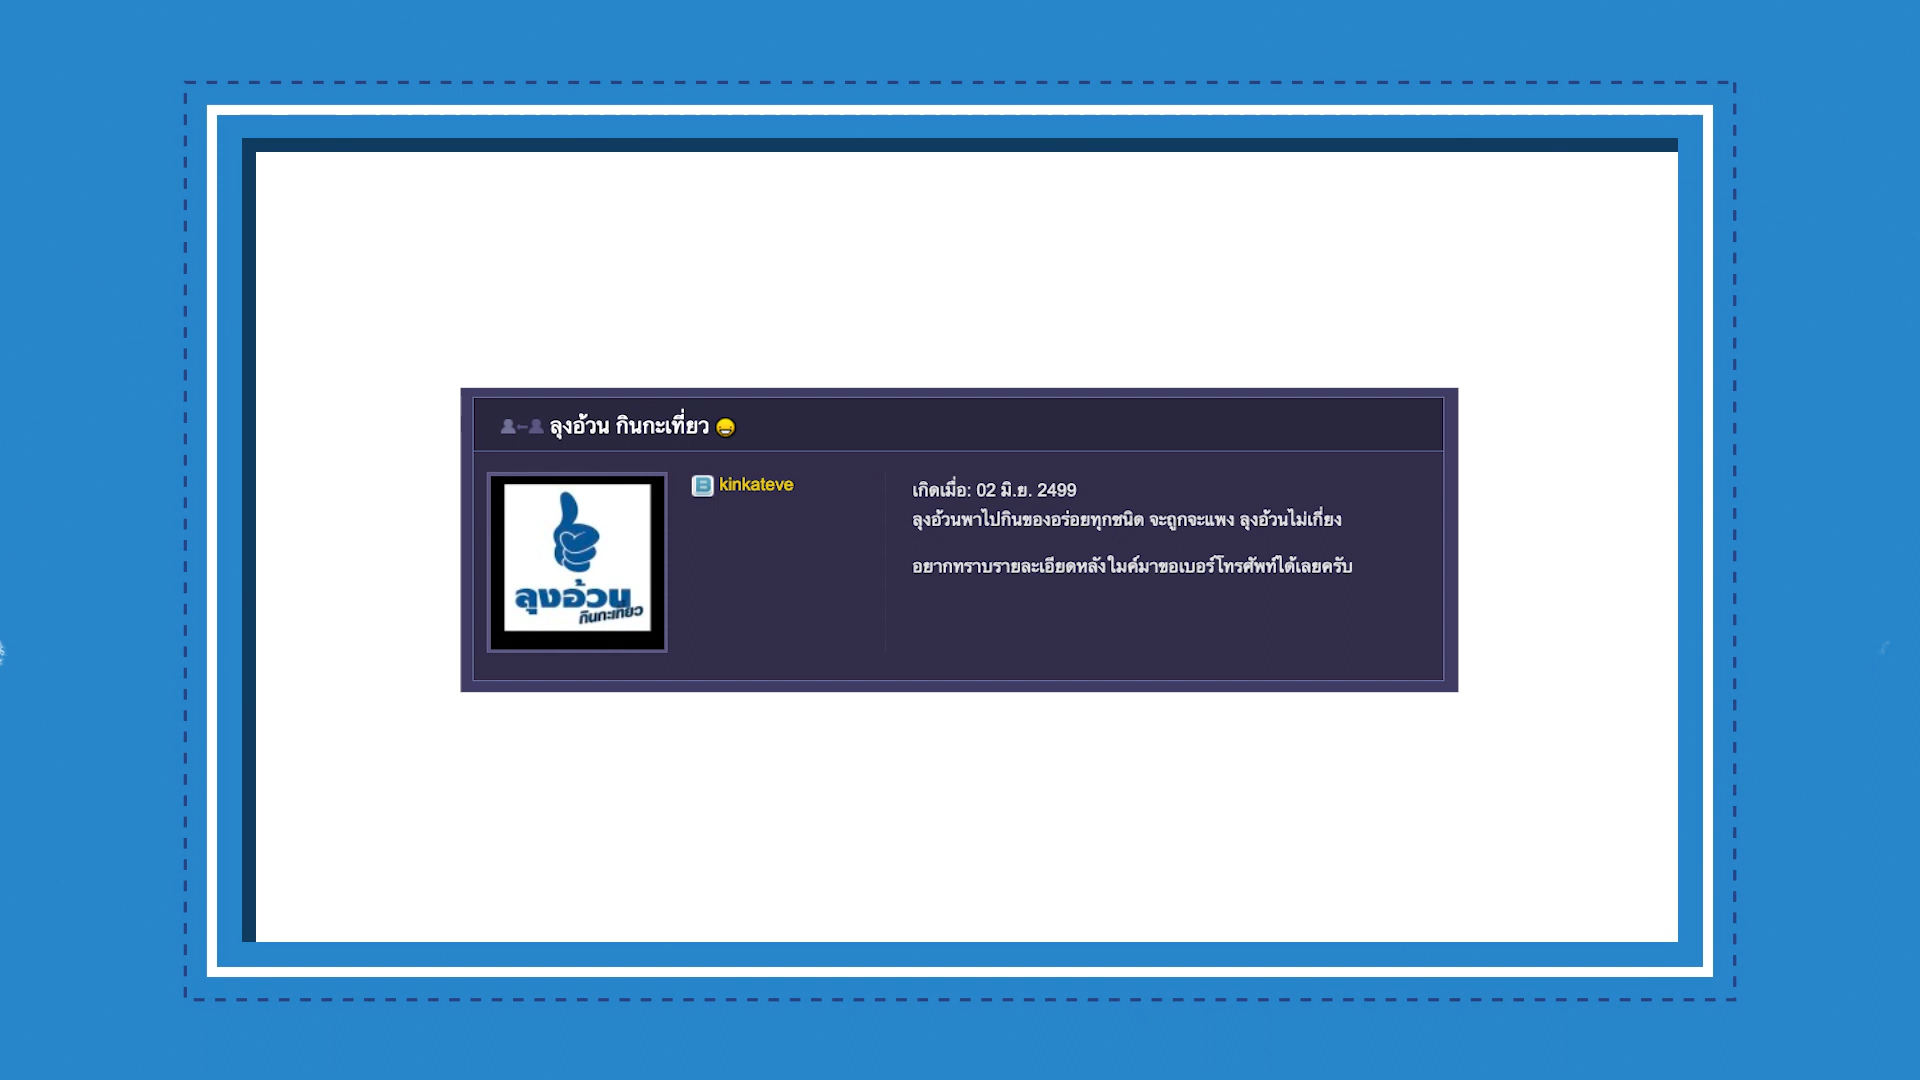 ลุงอ้วน กินกะเที่ยว
ลุงอ้วน
กินกะเที่ยว
kinkateve
เกิดเมื่อ: 02 มิ.ย. 2499
ลุงอ้วนพาไปกินของอร่อยทุกชนิด จะถูกจะแพง ลุงอ้วนไม่เกี่ยง
อยากทราบรายละเอียดหลังไมค์มาขอเบอร์โทรศัพท์ได้เลยครับ